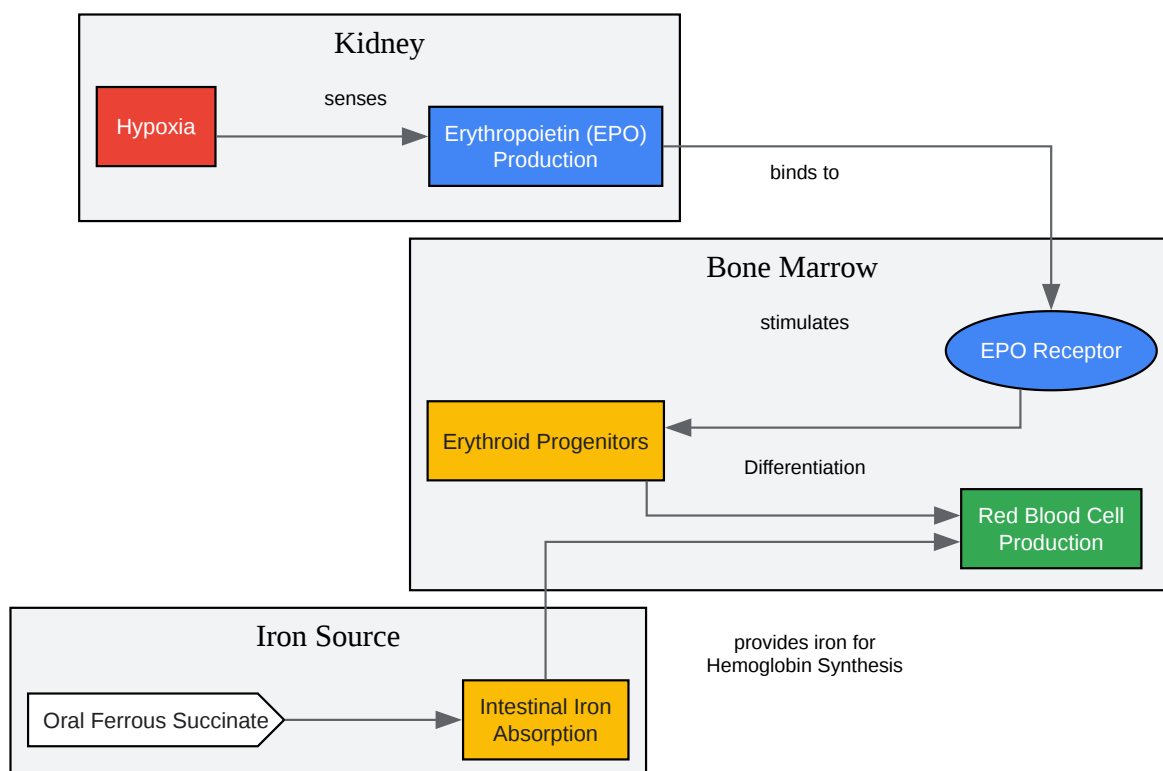 Kidney
senses
Hypoxia
Erythropoietin (EPO)
Production
binds to
Bone Marrow
stimulates
EPO Receptor
Erythroid Progenitors
Differentiation
Red Blood Cell
Production
Iron Source
provides iron for
Hemoglobin Synthesis
Oral Ferrous Succinate
Intestinal Iron
Absorption